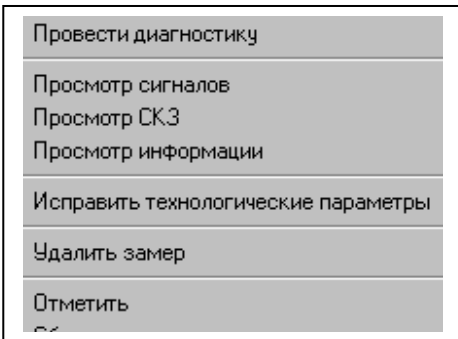 Провести диагностику
Просмотр сигналов
Просмотр СКЗ
Просмотр информации
Исправить технологические параметры
Удалить замер
Отметить